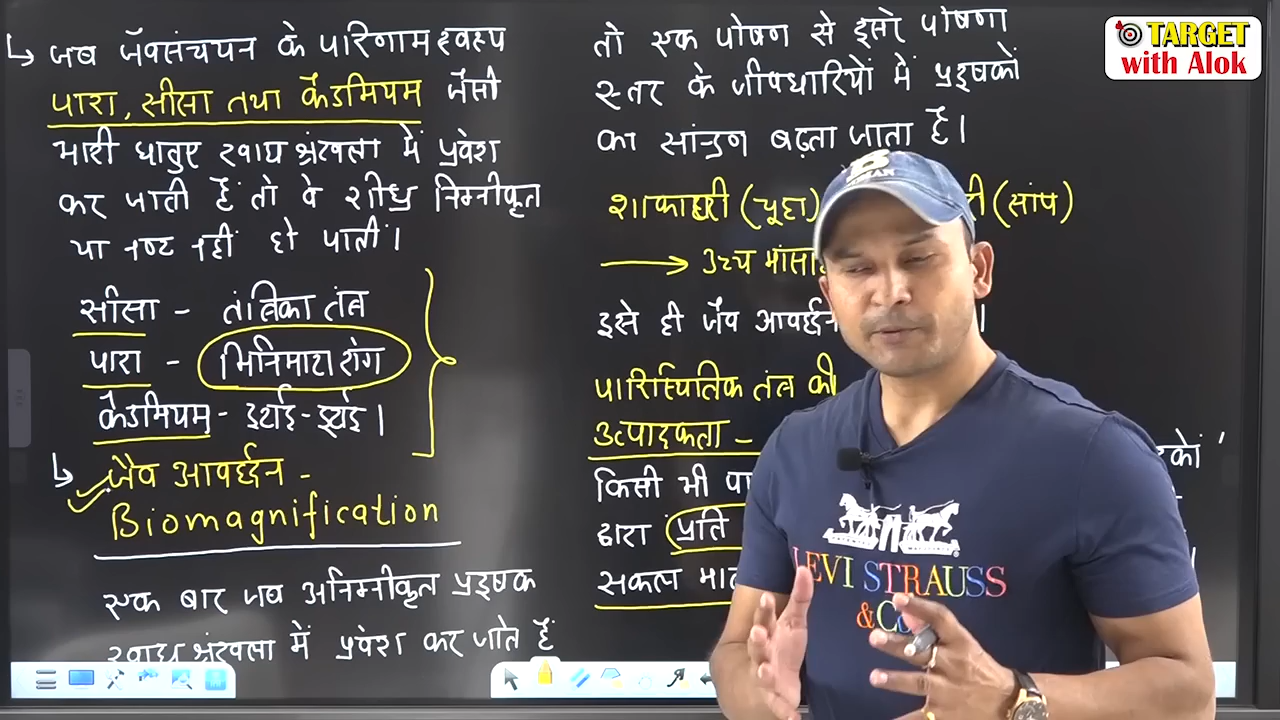 जब जैवसंचयन के परिणामस्वरूप
पारा, सीसा तथा कैडमियम जैसी
भारी धातुए खाद्य श्रंखला में प्रवेश
कर जाती हैं तो वे शीघ्र निम्नीकृत
या नष्ट नहीं हो पाती।
सीसा - तंत्रिका तंत्र
पारा - मिनिमाटा रोग
कैडमियम - इटाई-इटाई।
जैव आवर्द्धन -
Biomagnification
एक बार जब अनिम्नीकृत प्रदूषक
खाद्य श्रंखला में प्रवेश कर जाते हैं
तो एक पोषण से दूसरे पोषण
स्तर के जीवधारियों में प्रदूषकों
का सांन्द्रण बढ़ता जाता है।
शाकाहारी (चूहा) (सांप)
→ उच्च
इसे ही जैव आवर्द्धन
पारिस्थितिक तंत्र की
उत्पादकता -
किसी भी
द्वारा प्रति
सकल
TARGET
with Alok
LEVI STRAUSS